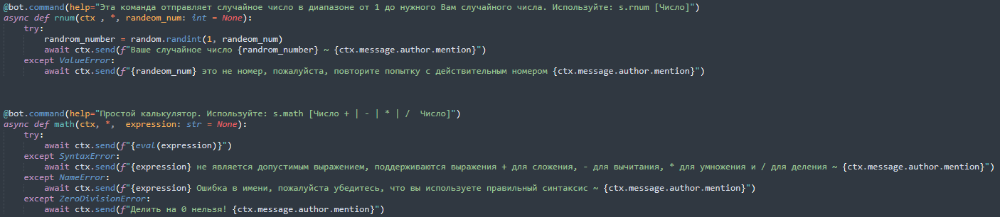 @bot.command(help="Эта команда отправляет случайное число в диапазоне от 1 до нужного Вам случайного числа. Используйте: s.rnum [Число]")
async def rnum(ctx , *, randeom_num: int = None):
    try:
        randrom_number = random.randint(1, randeom_num)
        await ctx.send(f"Ваше случайное число {randrom_number} ~ {ctx.message.author.mention}")
    except ValueError:
        await ctx.send(f"{randeom_num} это не номер, пожалуйста, повторите попытку с действительным номером {ctx.message.author.mention}")
@bot.command(help="Простой калькулятор. Используйте: s.math [Число + | - | * | /  Число]")
async def math(ctx, *,  expression: str = None):
    try:
        await ctx.send(f"{eval(expression)}")
    except SyntaxError:
        await ctx.send(f"{expression} не является допустимым выражением, поддерживаются выражения + для сложения, - для вычитания, * для умножения и / для деления ~ {ctx.message.author.mention}")
    except NameError:
        await ctx.send(f"{expression} Ошибка в имени, пожалуйста убедитесь, что вы используете правильный синтаксис ~ {ctx.message.author.mention}")
    except ZeroDivisionError:
        await ctx.send(f"Делить на 0 нельзя! {ctx.message.author.mention}")